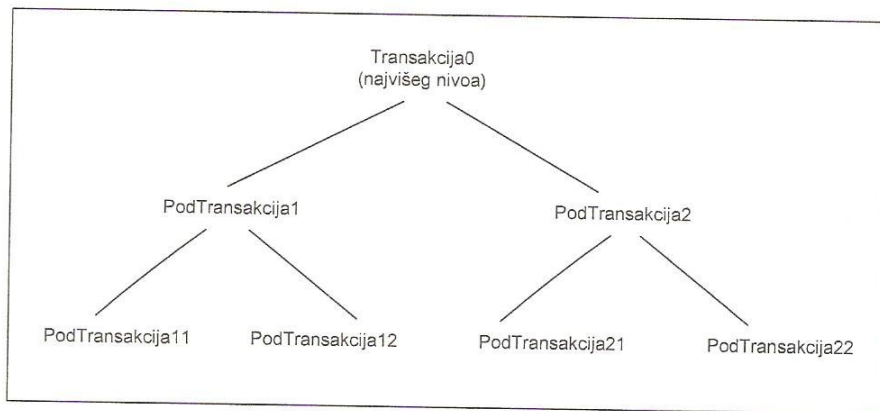 Transakcija0
(najvišeg nivoa)
PodTransakcija1
PodTransakcija2
PodTransakcija11
PodTransakcija12
PodTransakcija21
PodTransakcija22